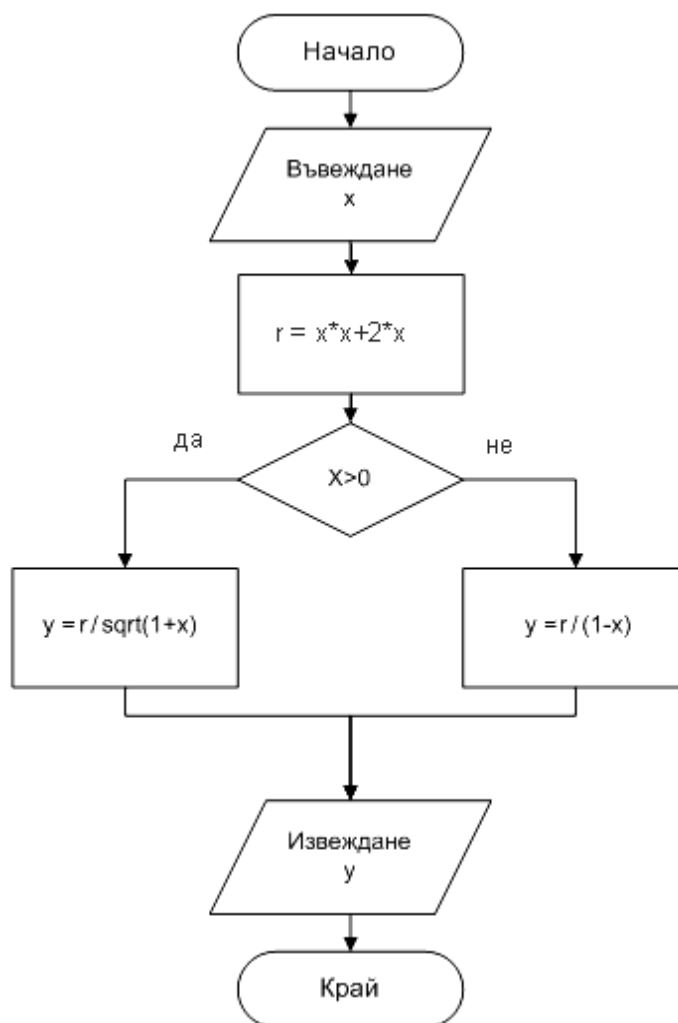 Начало
Въвеждане
x
r = x*x+2*x
да
не
X>0
y =r/sqrt(1+x)
y =r/(1-x)
Извеждане
y
Край